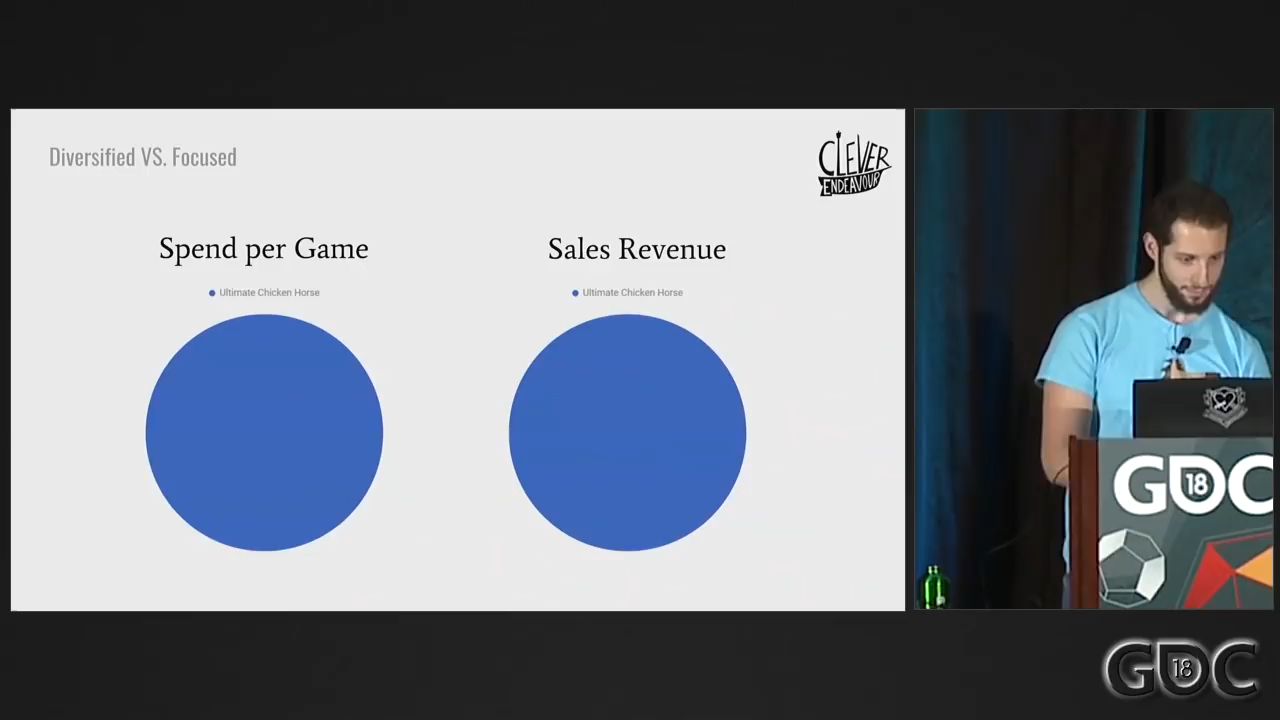 Diversified VS. Focused
CLEVER
ENDEAVOUR
Spend per Game
Sales Revenue
Ultimate Chicken Horse
Ultimate Chicken Horse
GDC
18
GDC
18